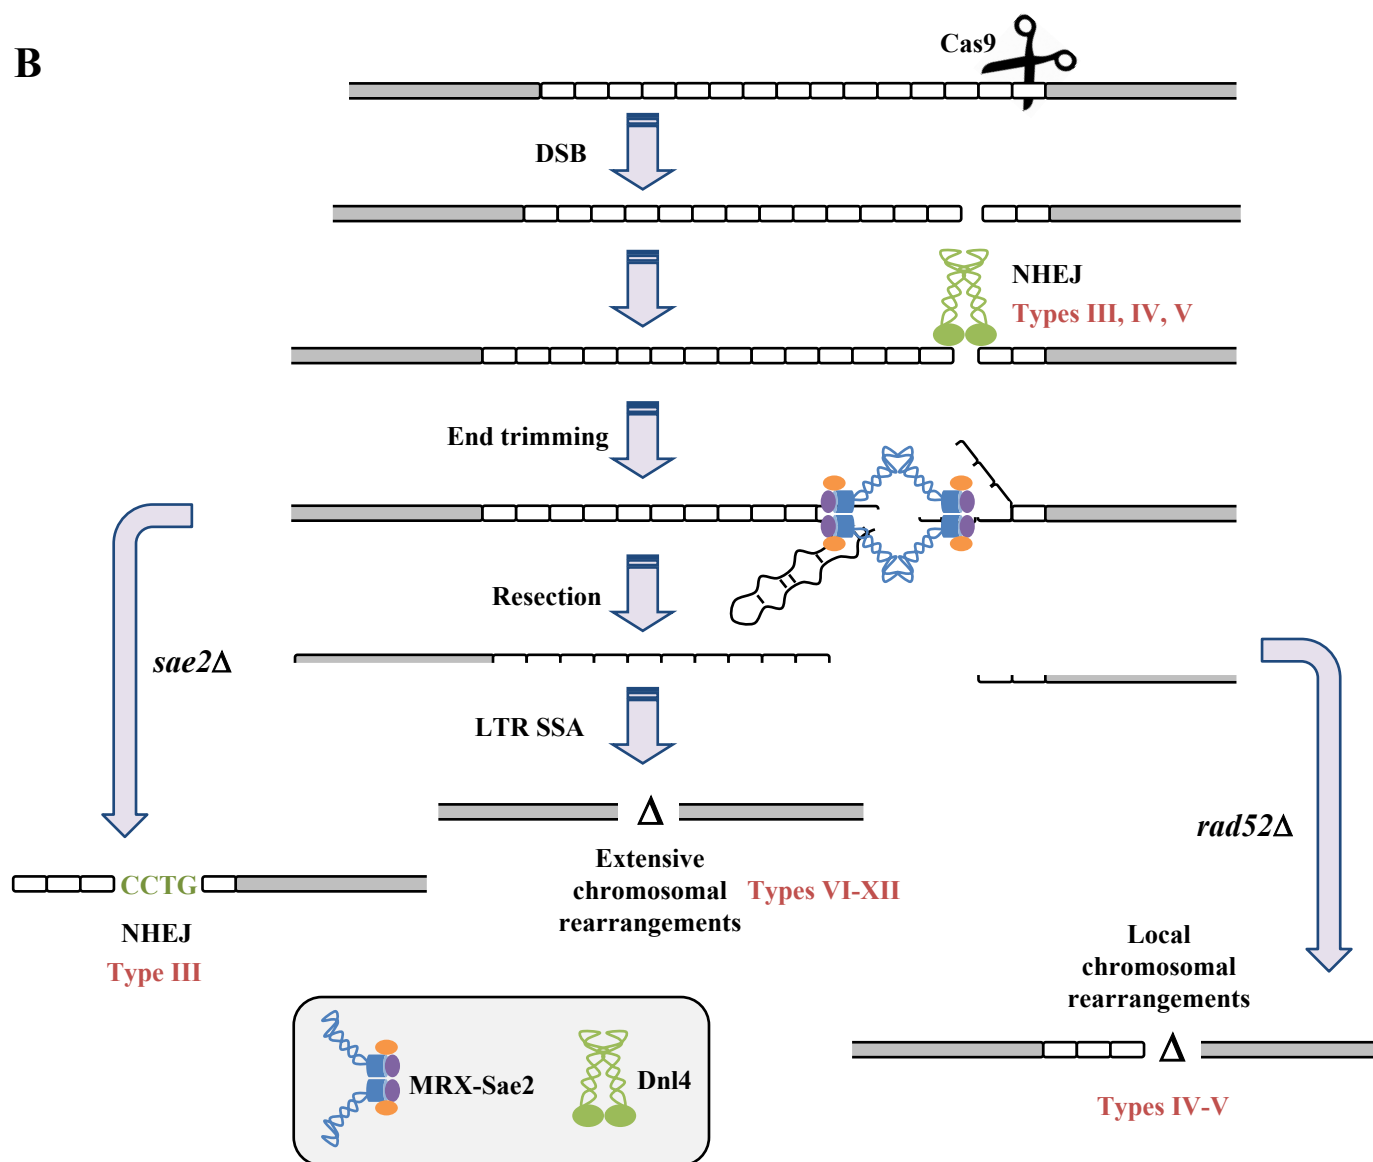 B
Cas9
DSB
NHEJ
Types III, IV, V
End trimming
Resection
sae2Δ
LTR SSA
Δ
rad52Δ
Extensive
chromosomal
rearrangements
Types VI-XII
CCTG
NHEJ
Type III
Local
chromosomal
rearrangements
Δ
Types IV-V
MRX-Sae2
Dnl4